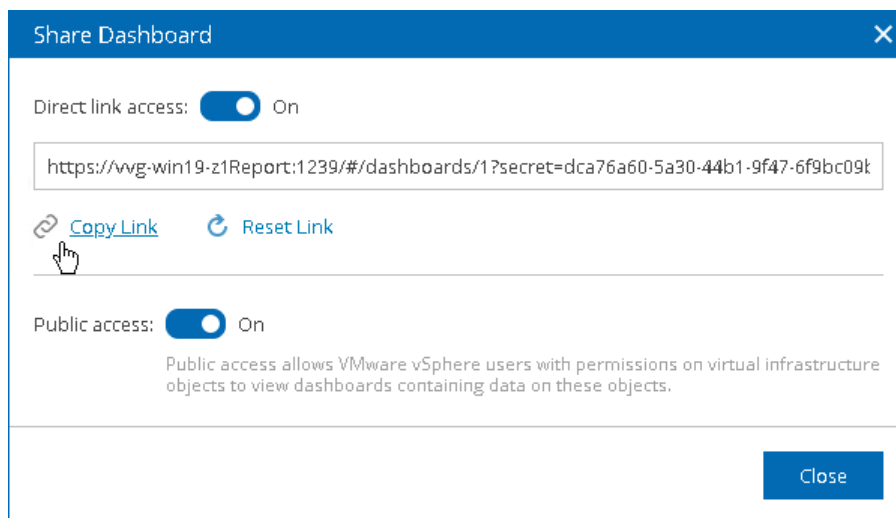 Share Dashboard
Direct link access: On
https://vvg-win19-z1Report:1239/#/dashboards/1?secret=dca76a60-5a30-44b1-9f47-6f9bc09b
Copy Link Reset Link
Public access: On
Public access allows VMware vSphere users with permissions on virtual infrastructure
objects to view dashboards containing data on these objects.
Close